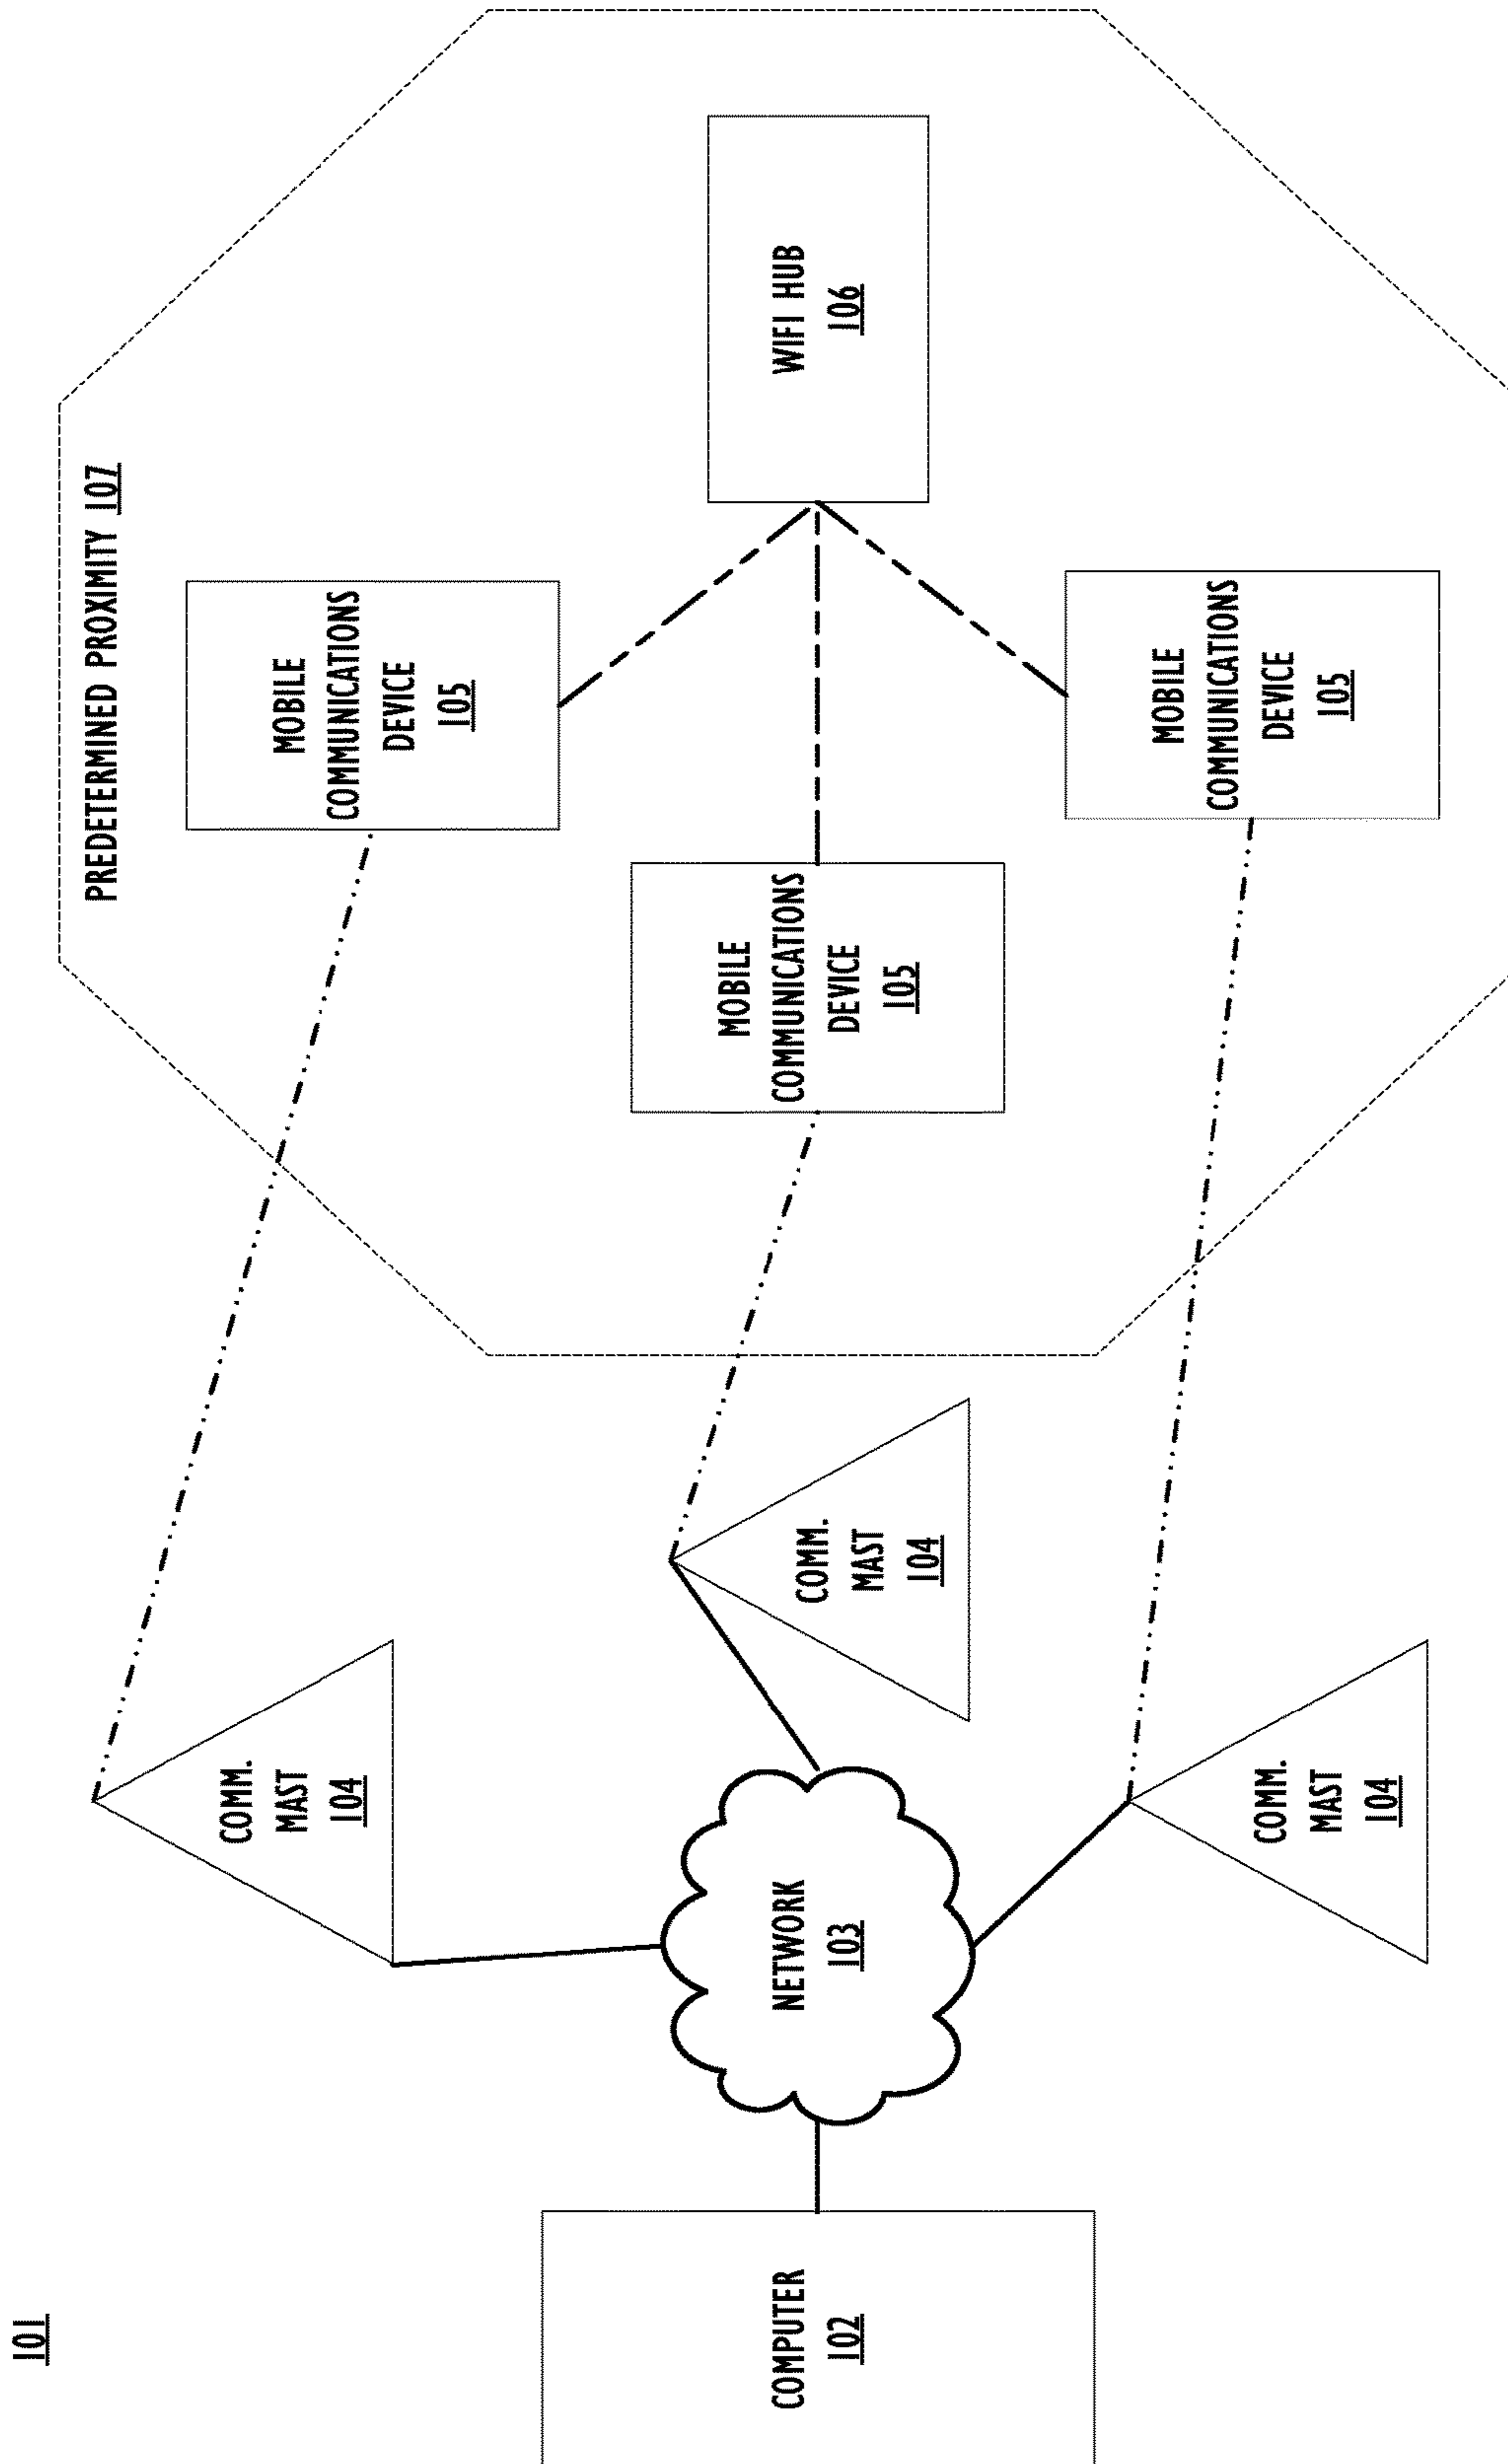 101
PREDETERMINED PROXIMITY 107
COMM.
MAST
104
MOBILE
COMMUNICATIONS
DEVICE
105
COMPUTER
102
NETWORK
103
COMM.
MAST
104
MOBILE
COMMUNICATIONS
DEVICE
105
WIFI HUB
106
COMM.
MAST
104
MOBILE
COMMUNICATIONS
DEVICE
105